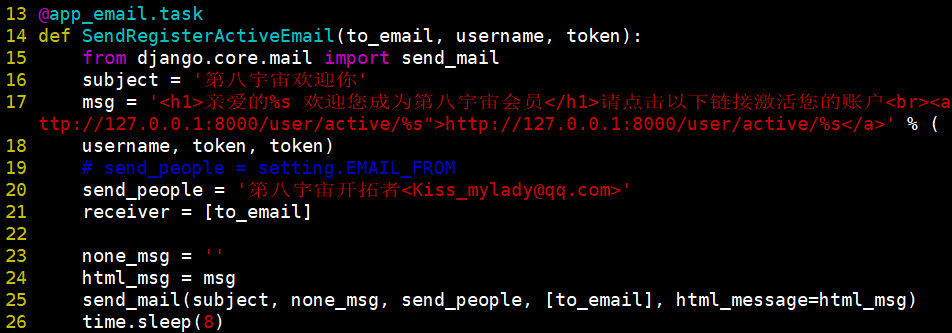 13 @app_email.task
14 def SendRegisterActiveEmail(to_email, username, token):
15     from django.core.mail import send_mail
16     subject = '第八宇宙欢迎你'
17     msg = '<h1>亲爱的%s 欢迎您成为第八宇宙会员</h1>请点击以下链接激活您的账户<br><a
ttp://127.0.0.1:8000/user/active/%s">http://127.0.0.1:8000/user/active/%s</a>' % (
18     username, token, token)
19     # send_people = setting.EMAIL_FROM
20     send_people = '第八宇宙开拓者<Kiss_mylady@qq.com>'
21     receiver = [to_email]
22
23     none_msg = ''
24     html_msg = msg
25     send_mail(subject, none_msg, send_people, [to_email], html_message=html_msg)
26     time.sleep(8)